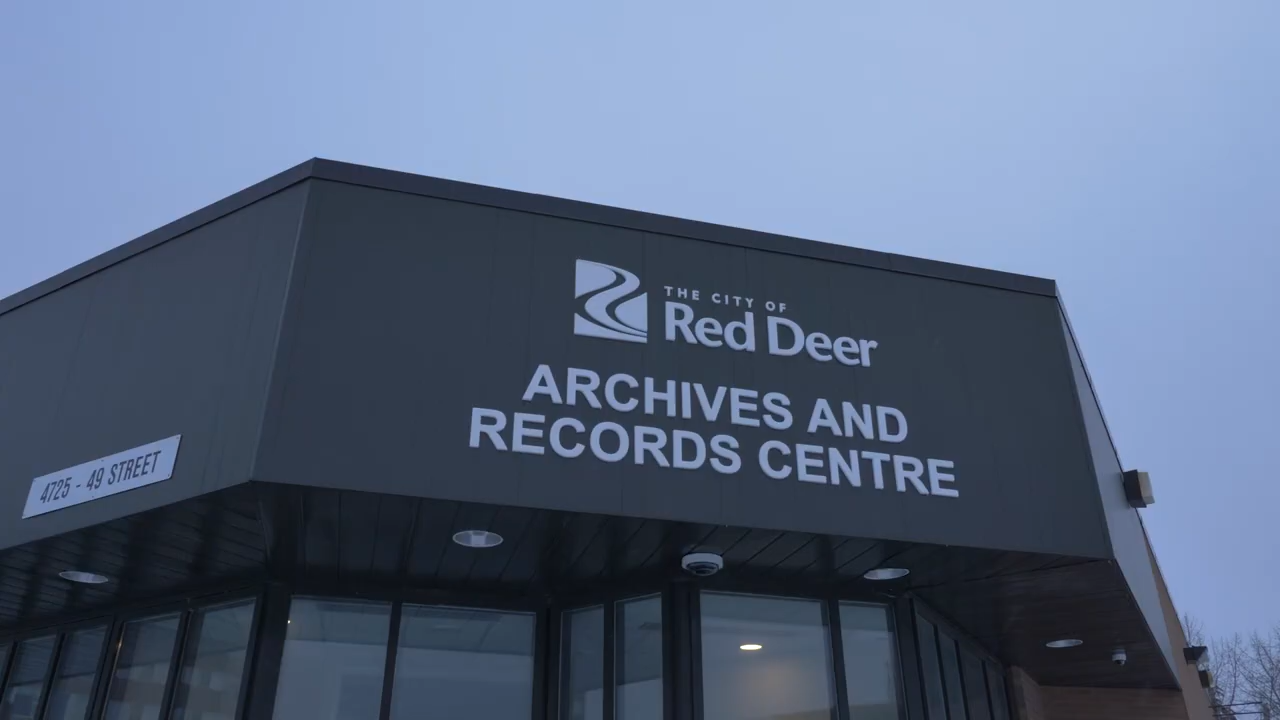 THE CITY OF
Red Deer
ARCHIVES AND
RECORDS CENTRE
4725 - 49 STREET